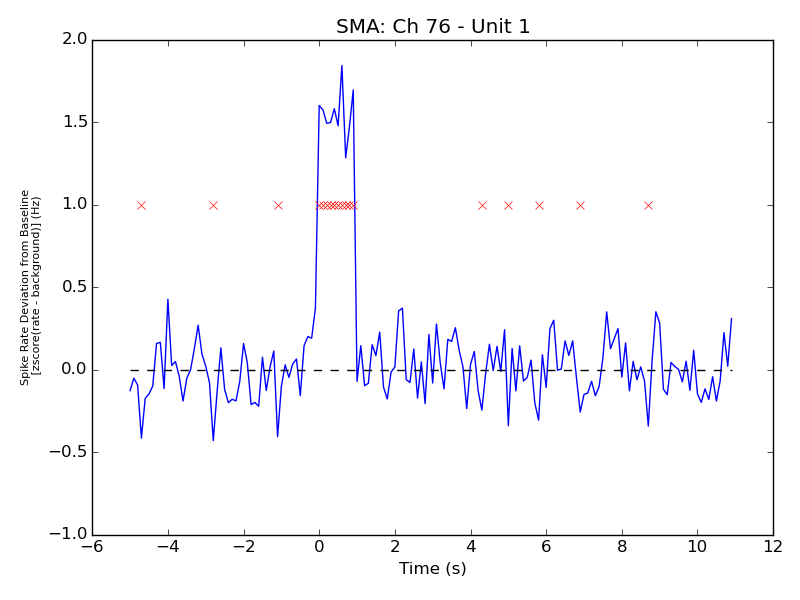 SMA: Ch 76 - Unit 1
2.0
1.5
1.0
0.5
0.0
−0.5
−1.0
Spike Rate Deviation from Baseline
[zscore(rate - background)] (Hz)
−6 −4 −2 0 2 4 6 8 10 12
Time (s)